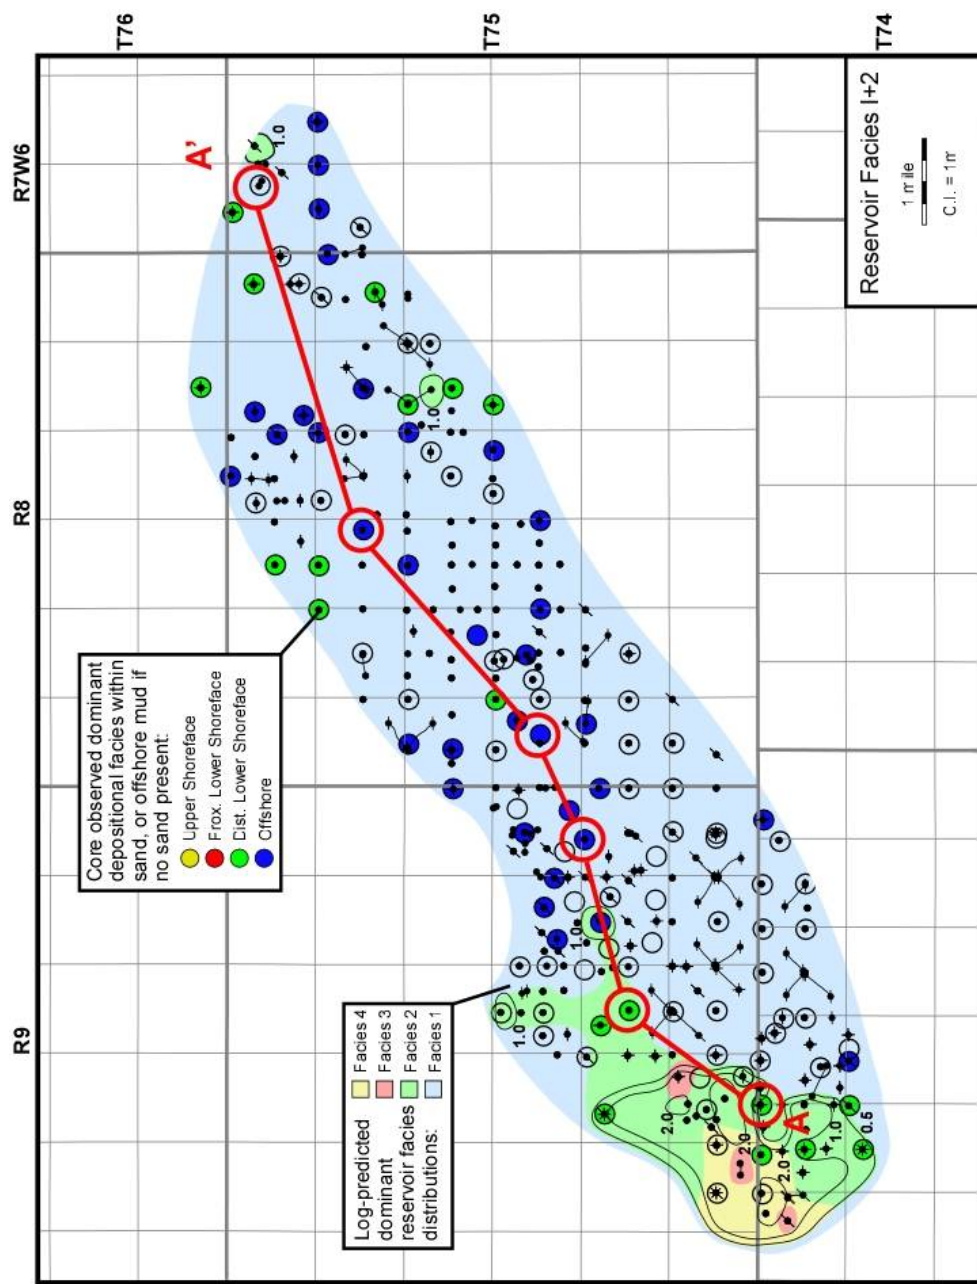 R9
R8
R7W6
T76
T75
T74
Core observed dominant
depositional facies within
sand, or offshore mud if
no sand present:
Upper Shoreface
Frox. Lower Shoreface
Dist. Lower Shoreface
Offshore
Log-predicted
dominant
reservoir facies
distributions:
Facies 4
Facies 3
Facies 2
Facies 1
A'
A
1.0
1.0
1.0
1.0
2.0
2.0
2.0
1.0
0.5
Reservoir Facies I+2
1 mile
C.I. = 1m